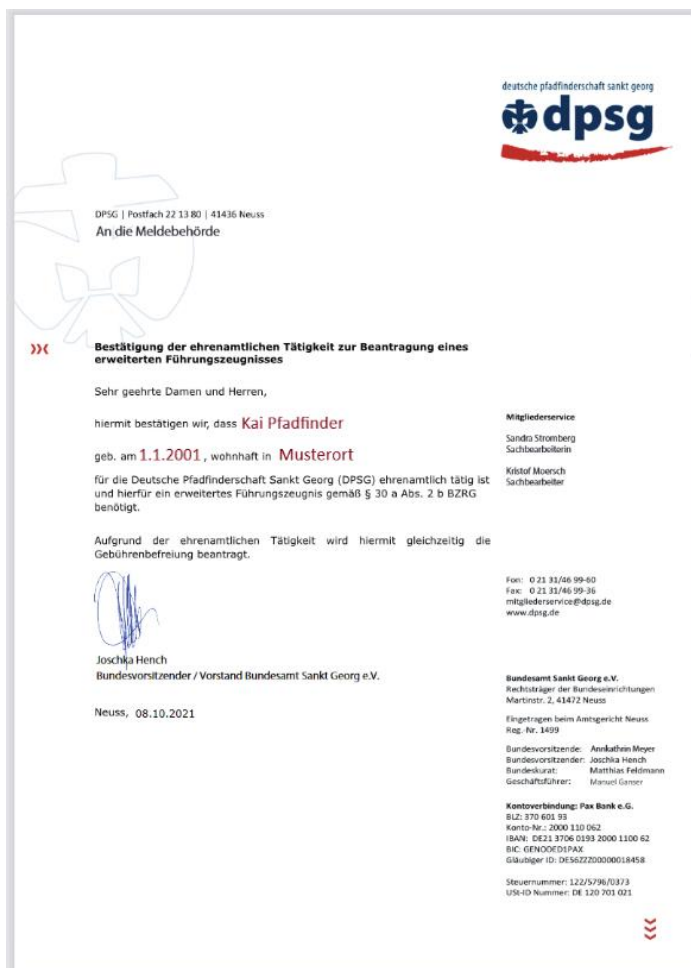 deutsche pfadfinderschaft sankt georg
dpsg
DPSG | Postfach 22 13 80 | 41436 Neuss
An die Meldebehörde
Bestätigung der ehrenamtlichen Tätigkeit zur Beantragung eines
erweiterten Führungszeugnisses
Sehr geehrte Damen und Herren,
hiermit bestätigen wir, dass Kai Pfadfinder
geb. am 1.1.2001, wohnhaft in Musterort
für die Deutsche Pfadfinderschaft Sankt Georg (DPSG) ehrenamtlich tätig ist
und hierfür ein erweitertes Führungszeugnis gemäß § 30 a Abs. 2 b BZRG
benötigt.
Aufgrund der ehrenamtlichen Tätigkeit wird hiermit gleichzeitig die
Gebührenbefreiung beantragt.
Joschka Hench
Bundesvorsitzender / Vorstand Bundesamt Sankt Georg e.V.
Neuss, 08.10.2021
Mitgliederservice
Sandra Stromberg
Sachbearbeiterin
Kristof Moersch
Sachbearbeiter
Fon: 0 21 31/46 99-60
Fax: 0 21 31/46 99-36
mitgliederservice@dpsg.de
www.dpsg.de
Bundesamt Sankt Georg e.V.
Rechtsträger der Bundeseinrichtungen
Martinstr. 2, 41472 Neuss
Eingetragen beim Amtsgericht Neuss
Reg.-Nr. 1499
Bundesvorsitzende: Annkathrin Meyer
Bundesvorsitzender: Joschka Hench
Bundeskurat: Matthias Feldmann
Geschäftsführer: Manuel Ganser
Kontoverbindung: Pax Bank e.G.
BLZ: 370 601 93
Konto-Nr.: 2000 110 062
IBAN: DE21 3706 0193 2000 1100 62
BIC: GENODED1PAX
Gläubiger ID: DE56ZZZ00000018458
Steuernummer: 122/5796/0373
USt-ID Nummer: DE 120 701 021